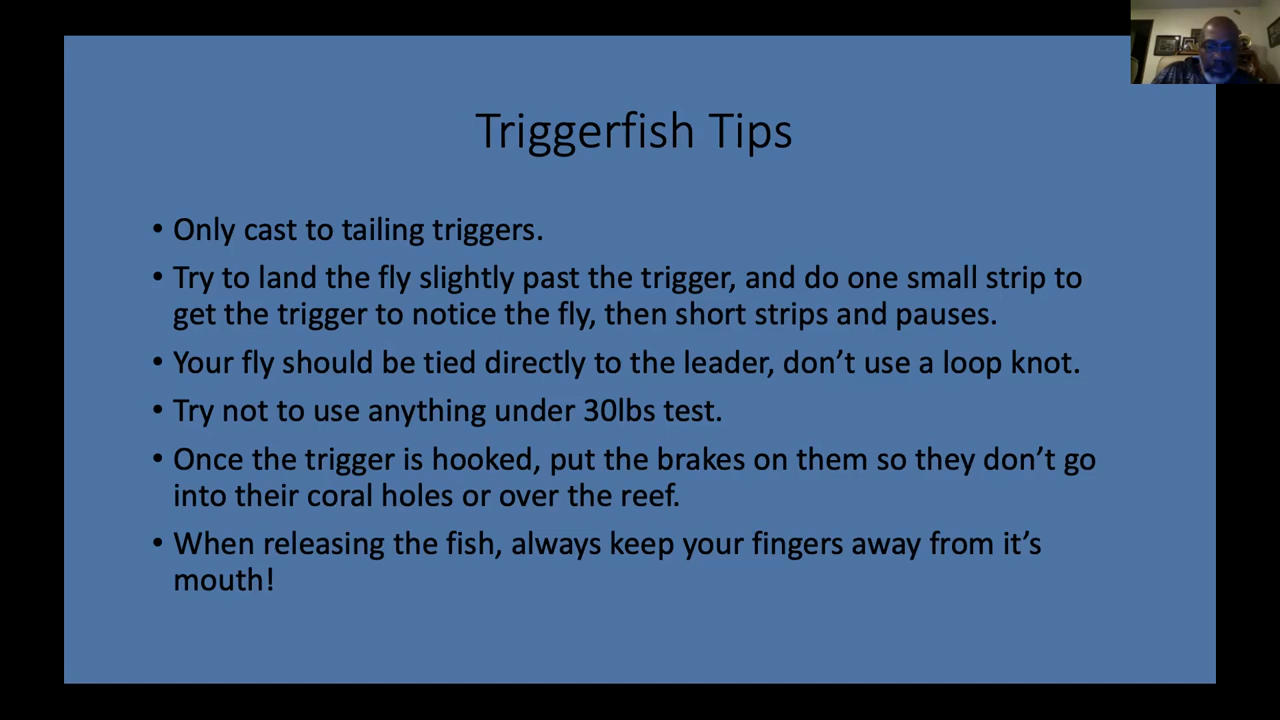 Triggerfish Tips
• Only cast to tailing triggers.
• Try to land the fly slightly past the trigger, and do one small strip to
get the trigger to notice the fly, then short strips and pauses.
• Your fly should be tied directly to the leader, don’t use a loop knot.
• Try not to use anything under 30lbs test.
• Once the trigger is hooked, put the brakes on them so they don’t go
into their coral holes or over the reef.
• When releasing the fish, always keep your fingers away from it’s
mouth!